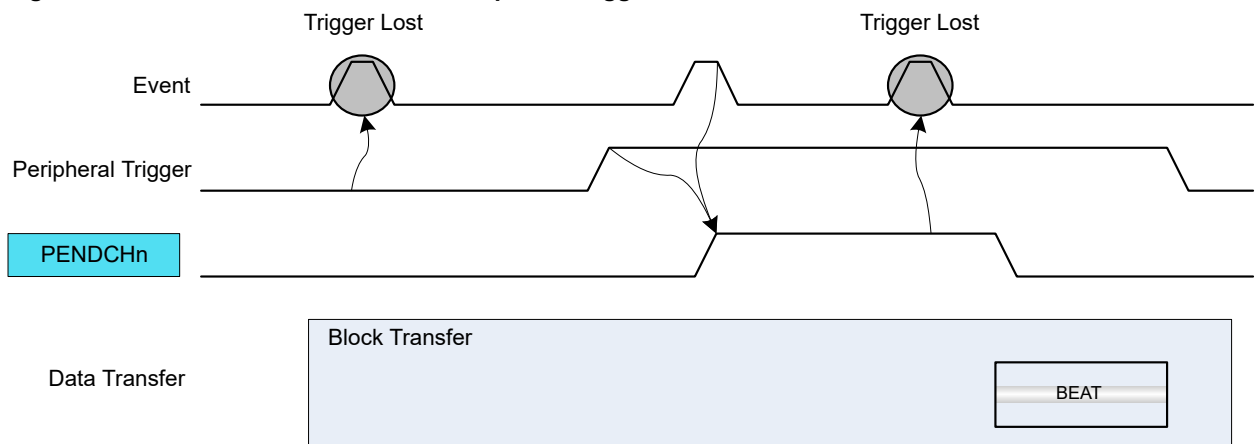 Trigger Lost
Trigger Lost
Event
Peripheral Trigger
PENDCHn
Block Transfer
Data Transfer
BEAT